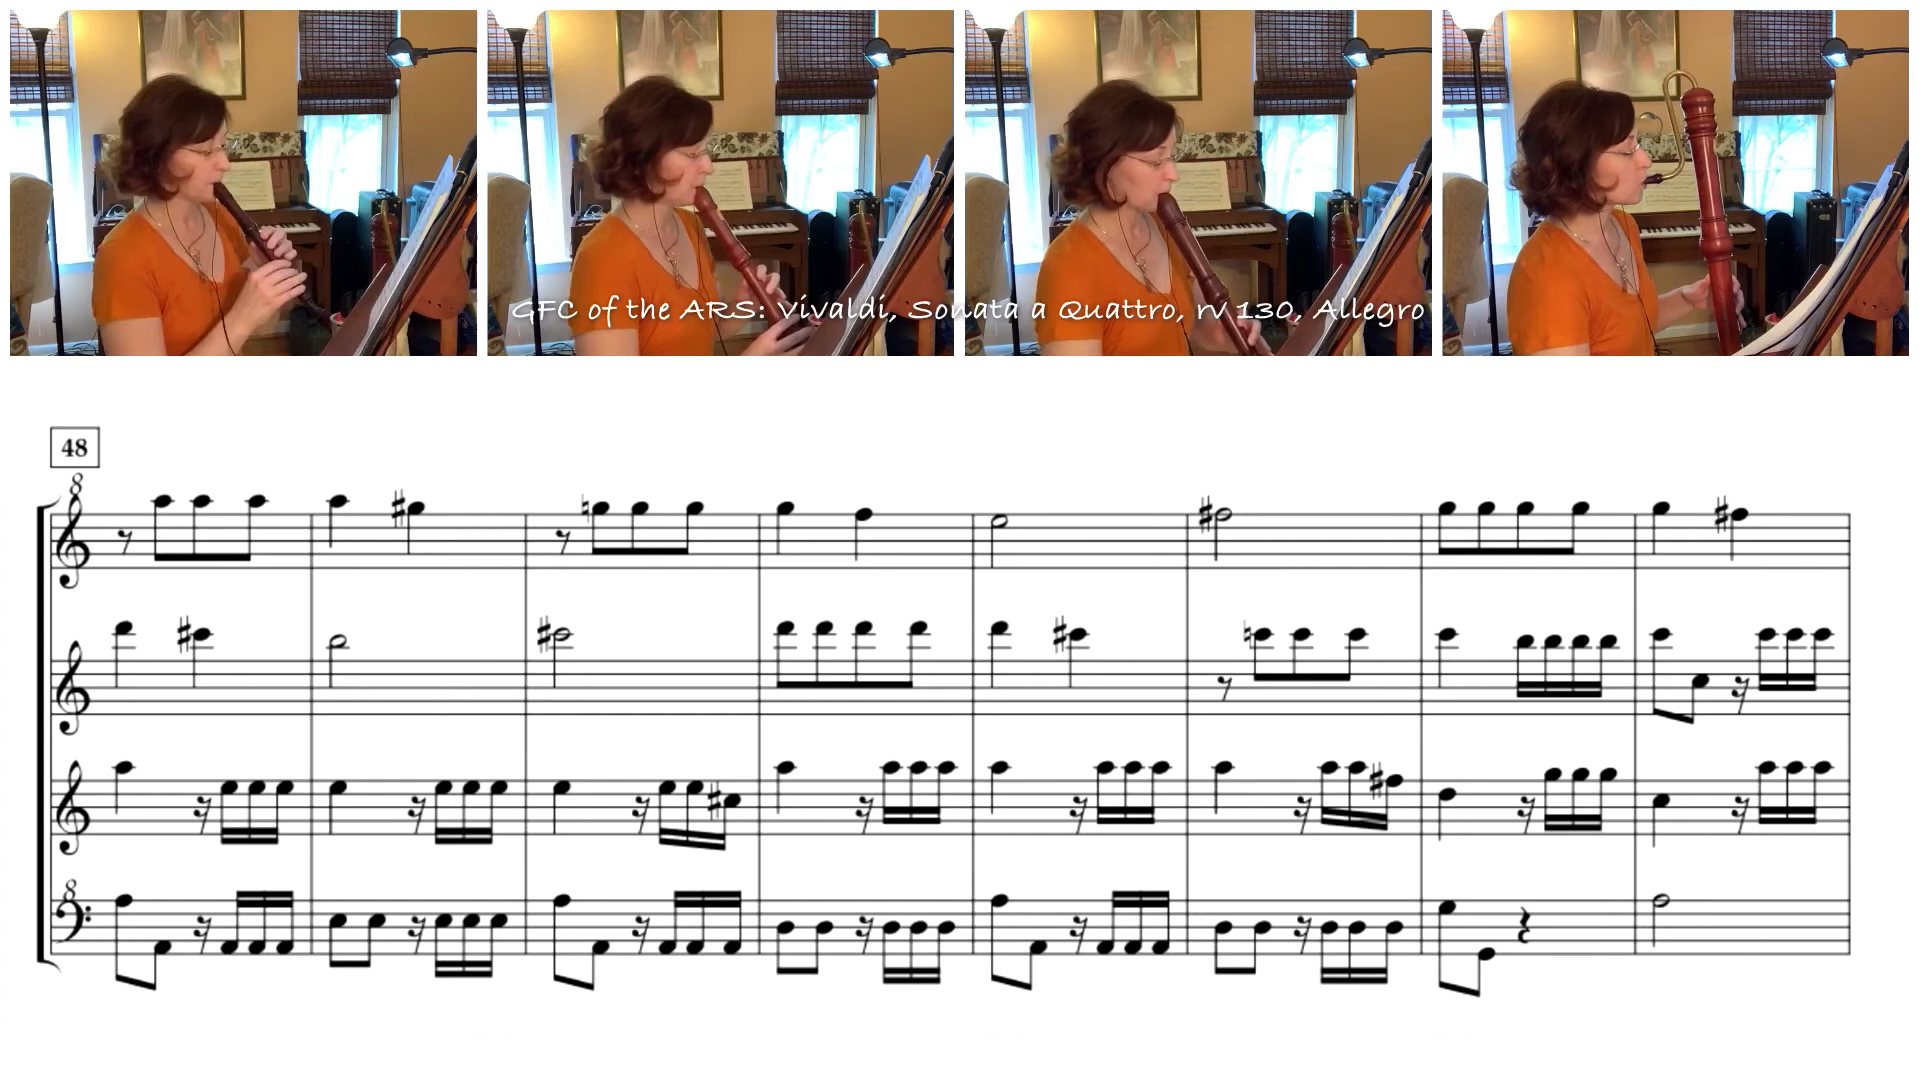 GFC of the ARS: Vivaldi, Sonata a Quattro, rv 130, Allegro
48
8
8